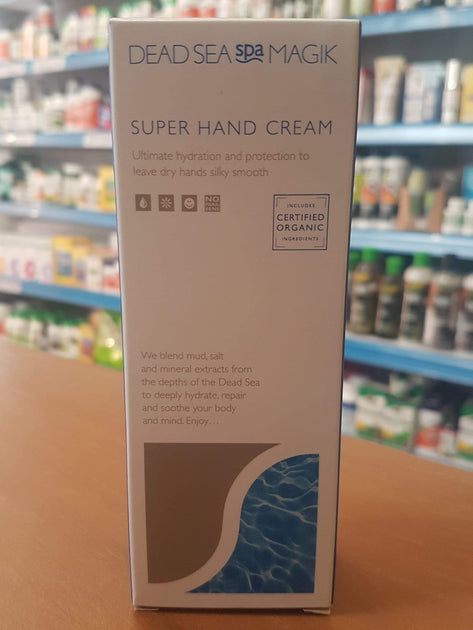 DEAD SEA spa MAGIK
SUPER HAND CREAM
Ultimate hydration and protection to
leave dry hands silky smooth
NO
INCLUDES
CERTIFIED
ORGANIC
INGREDIENTS
We blend mud, salt
and mineral extracts from
the depths of the Dead Sea
to deeply hydrate, repair
and soothe your body
and mind. Enjoy...